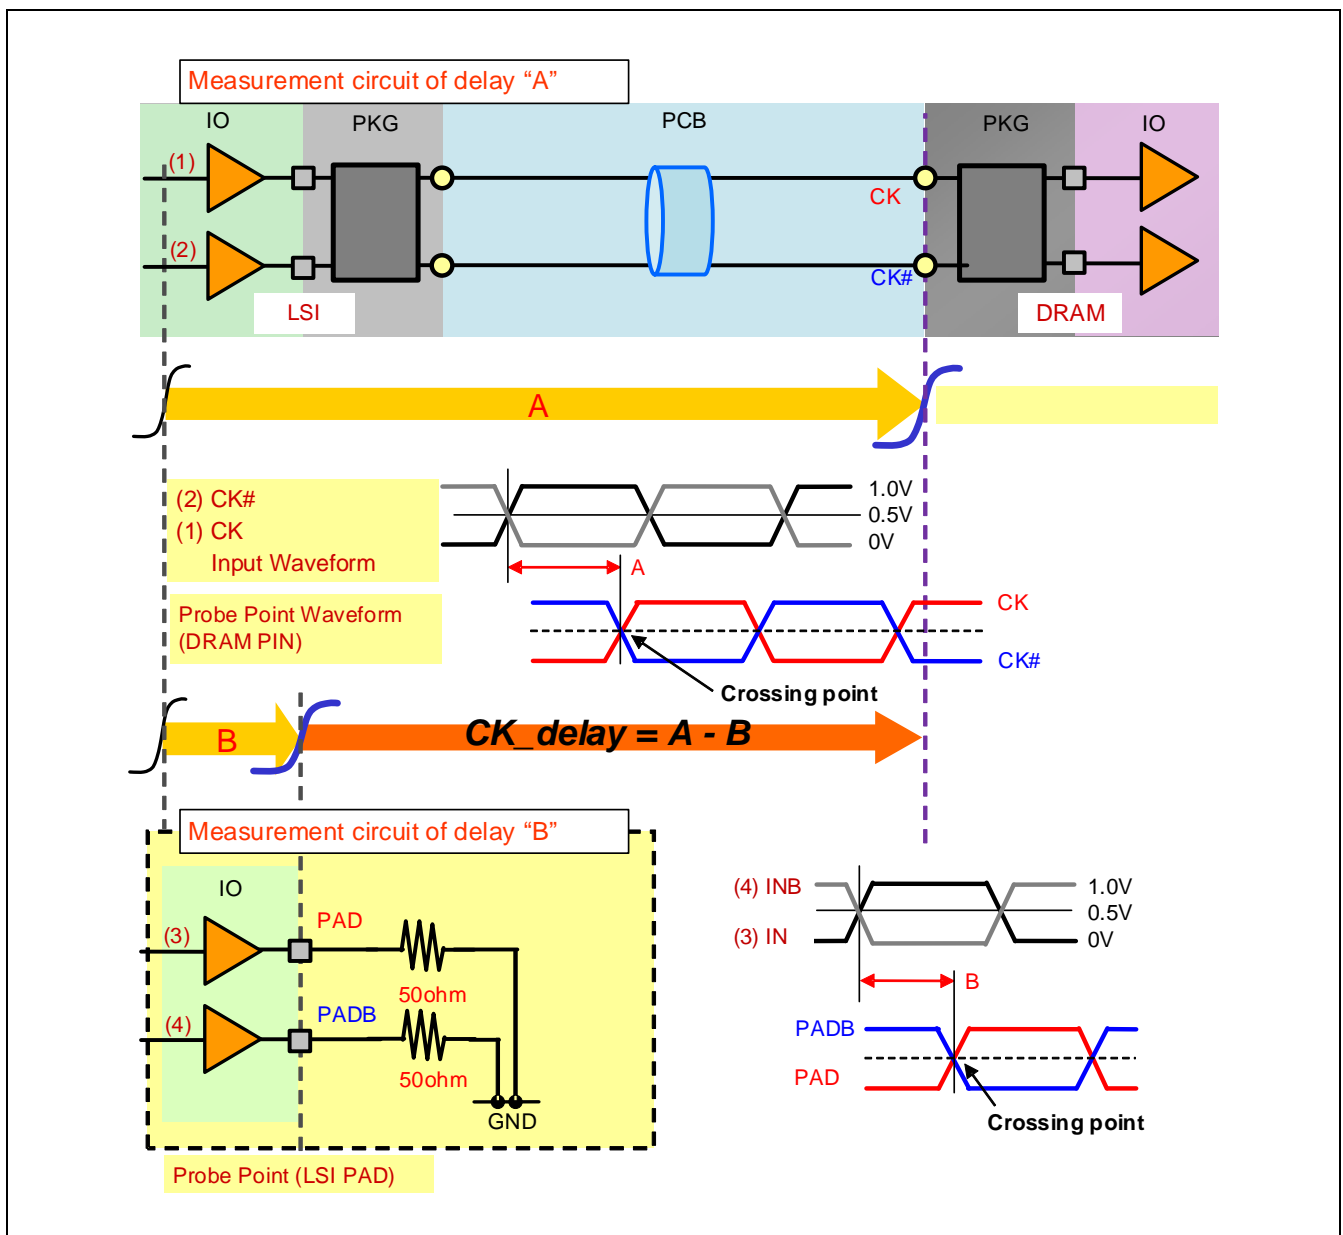 Measurement circuit of delay “A”
IO
PKG
PCB
PKG
IO
(1)
CK
(2)
CK#
LSI
DRAM
A
(2) CK#
(1) CK
Input Waveform
1.0V
0.5V
0V
A
Probe Point Waveform
(DRAM PIN)
CK
CK#
Crossing point
B
CK_delay = A - B
Measurement circuit of delay “B”
IO
(3)
PAD
50ohm
(4)
PADB
50ohm
GND
Probe Point (LSI PAD)
(4) INB
(3) IN
1.0V
0.5V
0V
B
PADB
PAD
Crossing point